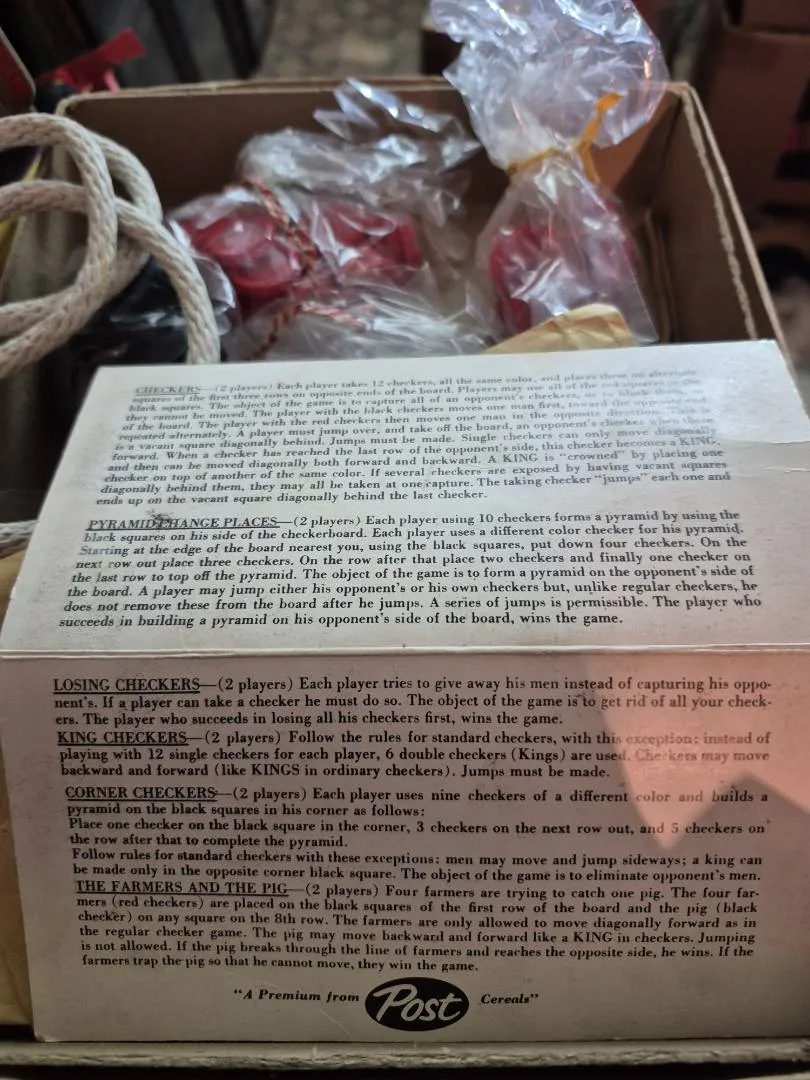 CHECKERS—(2 players) Each player takes 12 checkers, all the same color, and places these on alternate
squares of the first three rows on opposite ends of the board. Players may use all of the red squares or the
black squares. The object of the game is to capture all of an opponent's checkers, or to block them so
they cannot be moved. The player with the black checkers moves one man first, toward the opponent's end
of the board. The player with the red checkers then moves one man in the opposite direction. This is
repeated alternately. A player must jump over, and take off the board, an opponent's checker when there
is a vacant square diagonally behind. Jumps must be made. Single checkers can only move diagonally
forward. When a checker has reached the last row of the opponent's side, this checker becomes a KING,
and then can be moved diagonally both forward and backward. A KING is "crowned" by placing one
checker on top of another of the same color. If several checkers are exposed by having vacant squares
diagonally behind them, they may all be taken at one capture. The taking checker "jumps" each one and
ends up on the vacant square diagonally behind the last checker.
PYRAMID CHANGE PLACES—(2 players) Each player using 10 checkers forms a pyramid by using the
black squares on his side of the checkerboard. Each player uses a different color checker for his pyramid.
Starting at the edge of the board nearest you, using the black squares, put down four checkers. On the
next row out place three checkers. On the row after that place two checkers and finally one checker on
the last row to top off the pyramid. The object of the game is to form a pyramid on the opponent's side of
the board. A player may jump either his opponent's or his own checkers but, unlike regular checkers, he
does not remove these from the board after he jumps. A series of jumps is permissible. The player who
succeeds in building a pyramid on his opponent's side of the board, wins the game.
LOSING CHECKERS—(2 players) Each player tries to give away his men instead of capturing his oppo-
nent's. If a player can take a checker he must do so. The object of the game is to get rid of all your check-
ers. The player who succeeds in losing all his checkers first, wins the game.
KING CHECKERS—(2 players) Follow the rules for standard checkers, with this exception: instead of
playing with 12 single checkers for each player, 6 double checkers (Kings) are used. Checkers may move
backward and forward (like KINGS in ordinary checkers). Jumps must be made.
CORNER CHECKERS—(2 players) Each player uses nine checkers of a different color and builds a
pyramid on the black squares in his corner as follows:
Place one checker on the black square in the corner, 3 checkers on the next row out, and 5 checkers on
the row after that to complete the pyramid.
Follow rules for standard checkers with these exceptions: men may move and jump sideways; a king can
be made only in the opposite corner black square. The object of the game is to eliminate opponent's men.
THE FARMERS AND THE PIG—(2 players) Four farmers are trying to catch one pig. The four far-
mers (red checkers) are placed on the black squares of the first row of the board and the pig (black
checker) on any square on the 8th row. The farmers are only allowed to move diagonally forward as in
the regular checker game. The pig may move backward and forward like a KING in checkers. Jumping
is not allowed. If the pig breaks through the line of farmers and reaches the opposite side, he wins. If the
farmers trap the pig so that he cannot move, they win the game.
"A Premium from Post Cereals"